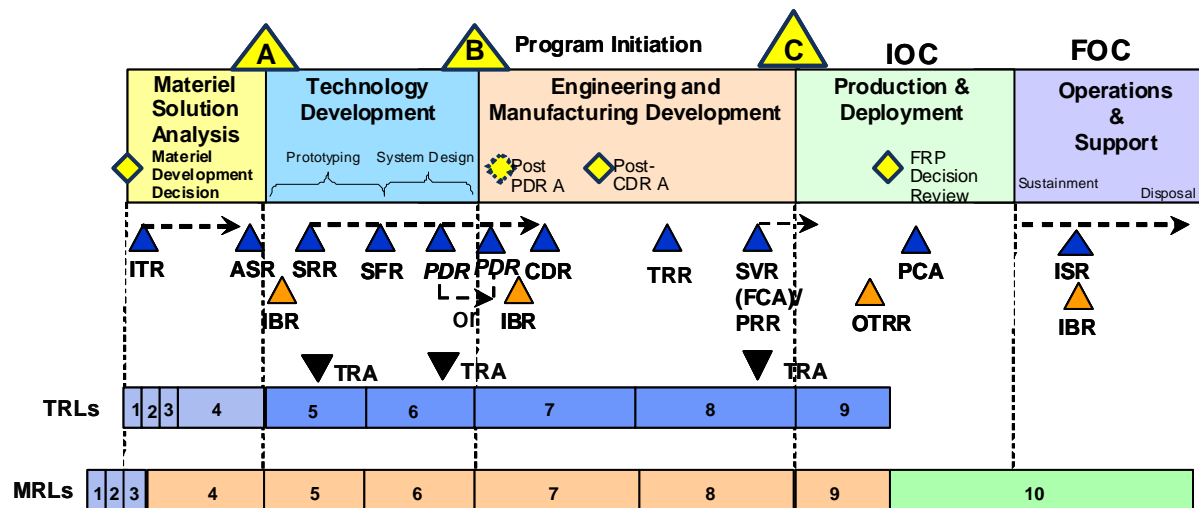 A
B
Program Initiation
C
IOC
FOC
Materiel
Solution
Analysis
Materiel
Development
Decision
Technology
Development
Prototyping
System Design
Engineering and
Manufacturing Development
Post
PDR A
Post-
CDR A
Production &
Deployment
FRP
Decision
Review
Operations
&
Support
Sustainment
Disposal
ITR
ASR
SRR
SFR
PDR
PDR
CDR
TRR
SVR
(FCA)/
PRR
PCA
ISR
IBR
or
IBR
OTRR
IBR
TRA
TRA
TRA
TRLs
1 2 3 4 5 6 7 8 9
MRLs
1 2 3 4 5 6 7 8 9 10